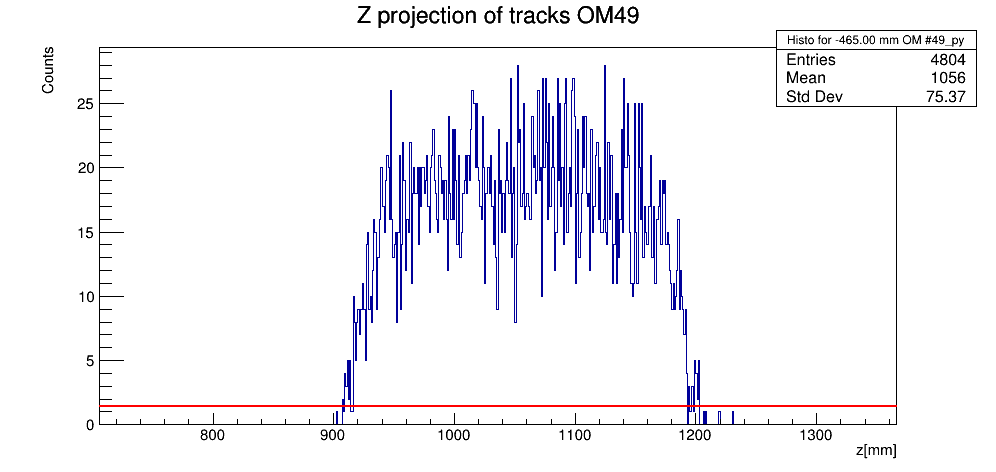 Z projection of tracks OM49
Histo for -465.00 mm OM #49_py
Entries 4804
Mean 1056
Std Dev 75.37
Counts
25
20
15
10
5
0
800 900 1000 1100 1200 1300
z[mm]